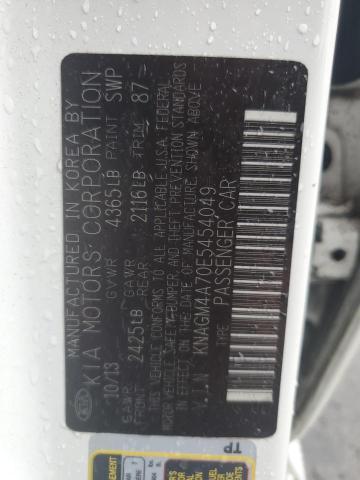 MANUFACTURED IN KOREA BY
KIA MOTORS CORPORATION
10/13 GVWR 4365LB PAINT SWP
GAWR FRONT 2425LB GAWR REAR 2116LB TRIM 87
THIS VEHICLE CONFORMS TO ALL APPLICABLE U.S.A. FEDERAL
MOTOR VEHICLE SAFETY, BUMPER, AND THEFT PREVENTION STANDARDS
IN EFFECT ON THE DATE OF MANUFACTURE SHOWN ABOVE
V.I.N KNAGM4A70E5454049
TYPE PASSENGER CAR
KIA